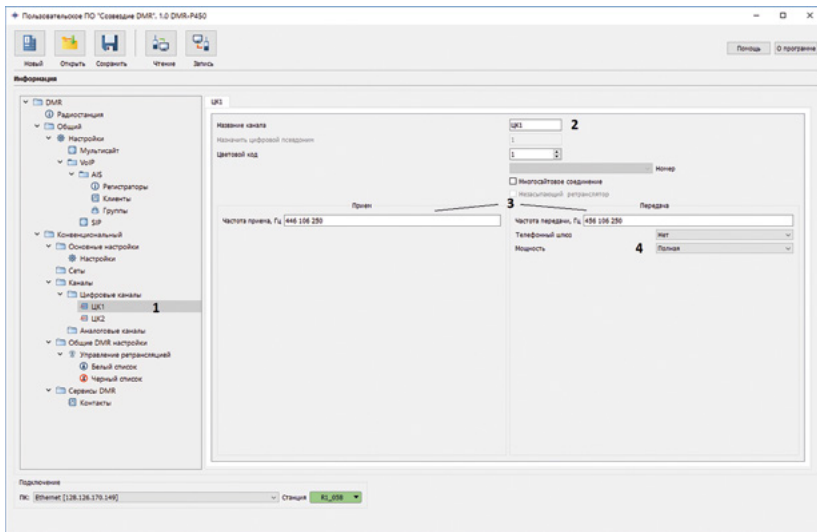 Пользовательское ПО "Созвездие DMR", 1.0 DMR-P450
Новый Открыть Сохранить Чтение Запись
Помощь О программе
Информация
DMR
Радиостанция
Общий
Настройки
Мультисайт
VoIP
AIS
Регистраторы
Клиенты
Группы
SIP
Конвенциональный
Основные настройки
Настройки
Сеты
Каналы
Цифровые каналы
ЦК1 1
ЦК2
Аналоговые каналы
Общие DMR настройки
Управление ретрансляцией
Белый список
Черный список
Сервисы DMR
Контакты
ЦК1
Название канала ЦК1 2
Назначить цифровой псевдоним 1
Цветовой код 1
Номер
Многосайтовое соединение
Незасыпающий ретранслятор
Прием 3 Передача
Частота приема, Гц 446 106 250
Частота передачи, Гц 456 106 250
Телефонный шлюз Нет
Мощность 4 Полная
Подключение
ПК: Ethernet [128.126.170.149] Станция R1_058